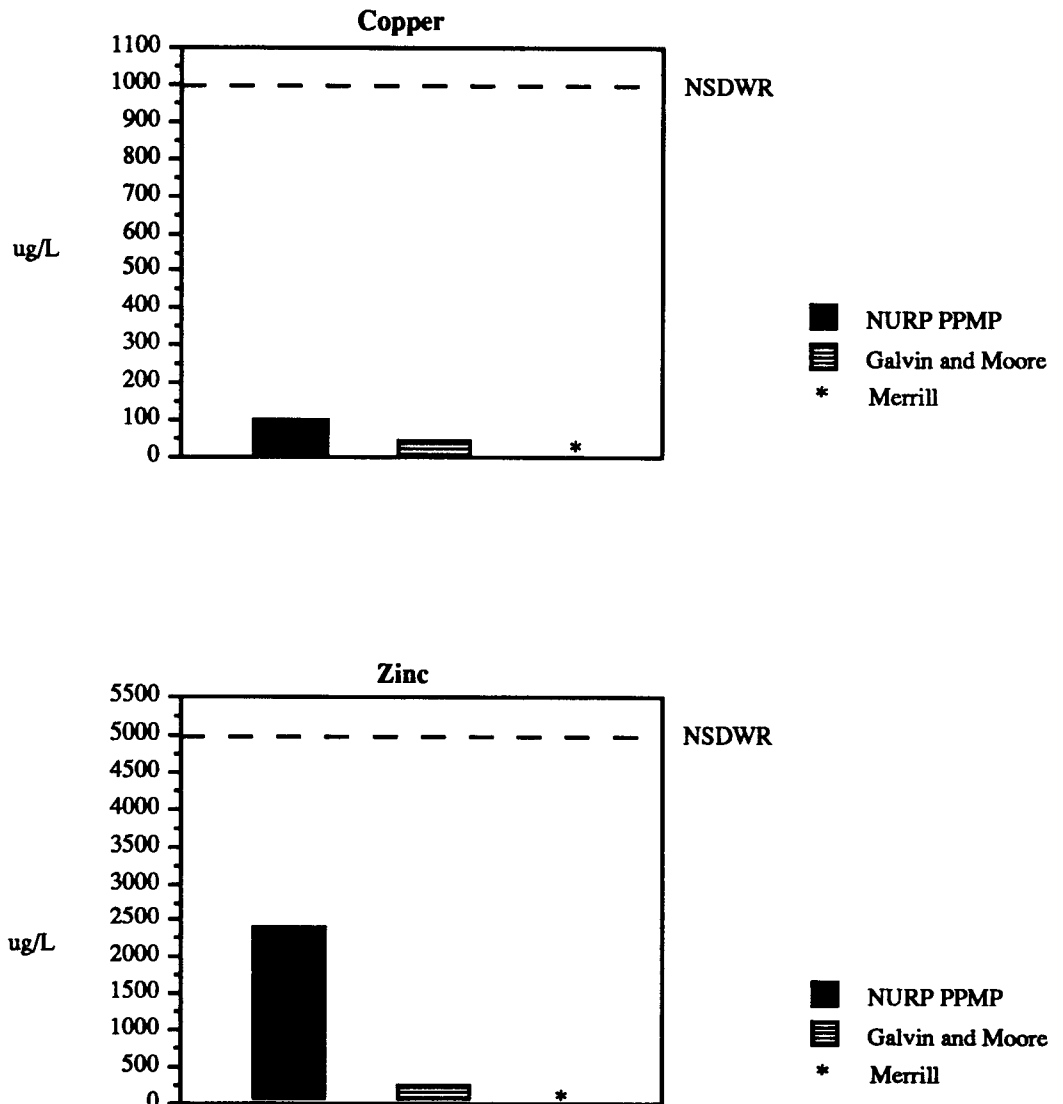 Copper
1100
1000
NSDWR
900
800
700
600
ug/L
500
400
300
200
100
0
NURP PPMP
Galvin and Moore
* Merrill
Zinc
5500
5000
NSDWR
4500
4000
3500
3000
2500
ug/L
2000
1500
1000
500
0
NURP PPMP
Galvin and Moore
* Merrill